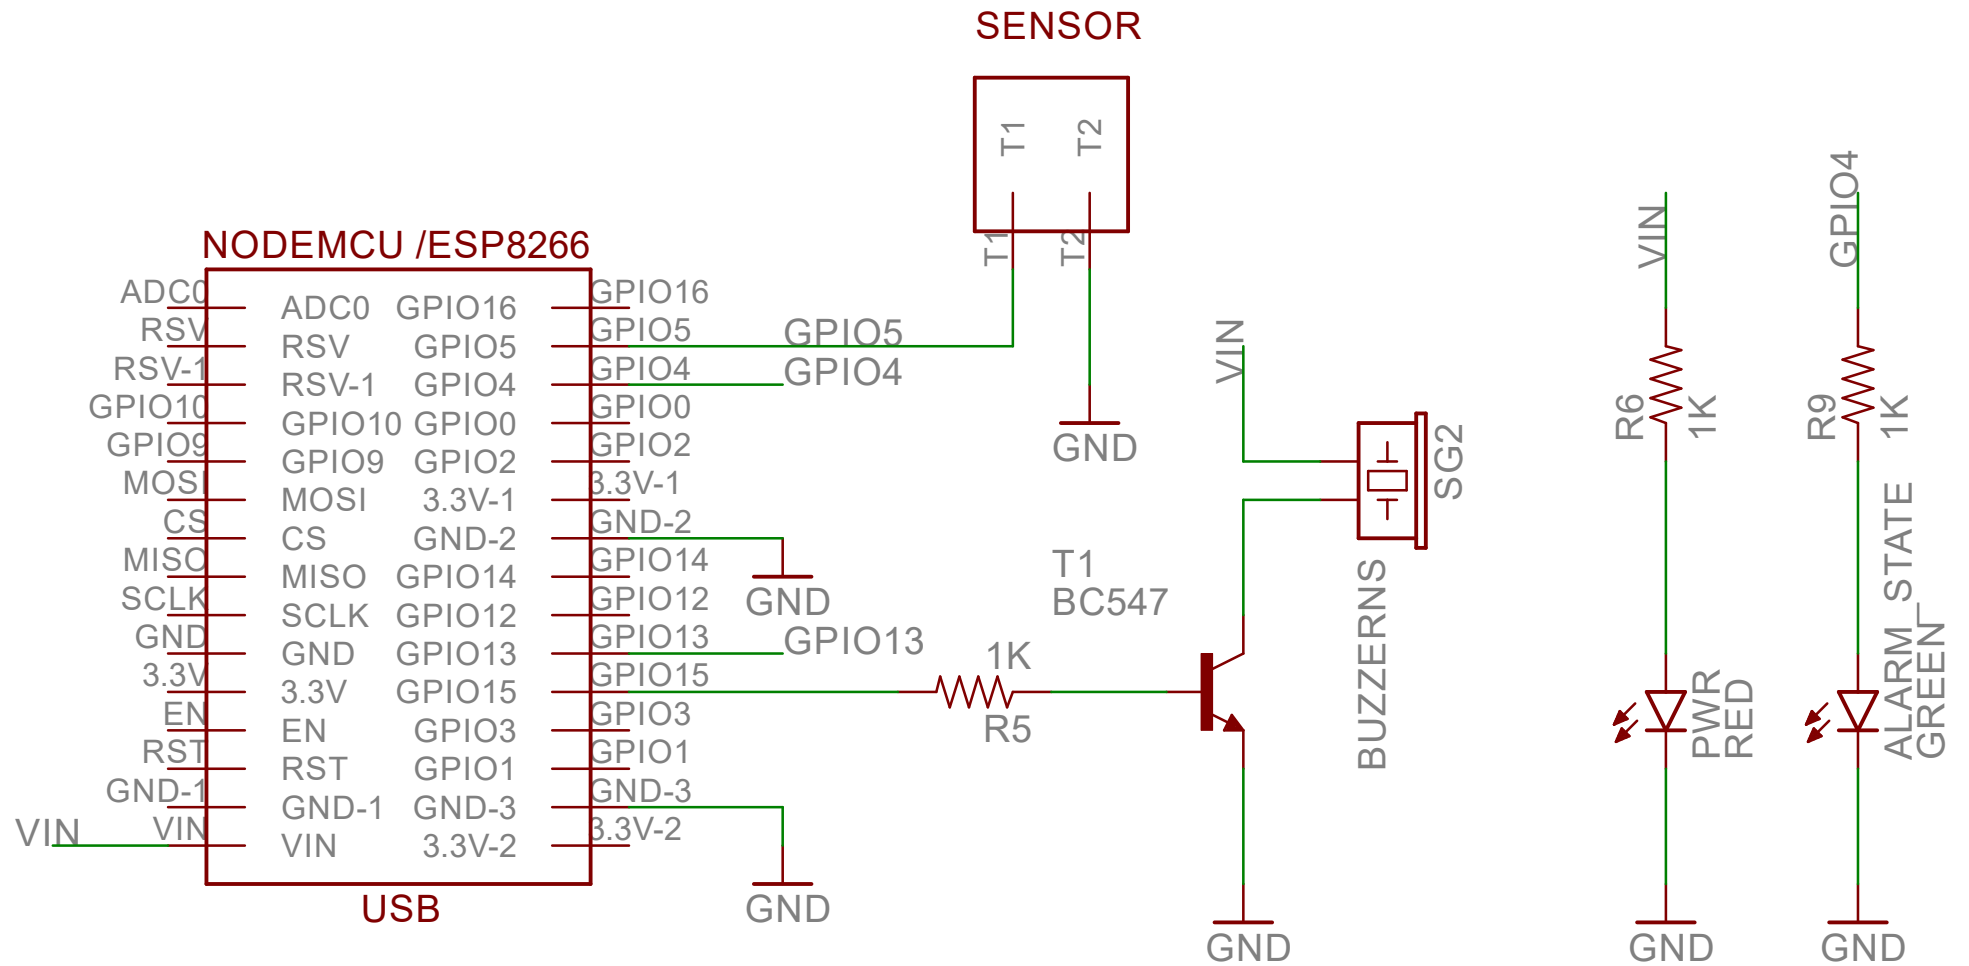 SENSOR
T1
T2
T1
T2
NODEMCU /ESP8266
ADC0
RSV
RSV-1
GPIO10
GPIO9
MOSI
CS
MISO
SCLK
GND
3.3V
EN
RST
GND-1
VIN
VIN
ADC0 GPIO16
RSV GPIO5
RSV-1 GPIO4
GPIO10 GPIO0
GPIO9 GPIO2
MOSI 3.3V-1
CS GND-2
MISO GPIO14
SCLK GPIO12
GND GPIO13
3.3V GPIO15
EN GPIO3
RST GPIO1
GND-1 GND-3
VIN 3.3V-2
GPIO16
GPIO5
GPIO4
GPIO0
GPIO2
3.3V-1
GND-2
GPIO14
GPIO12
GPIO13
GPIO15
GPIO3
GPIO1
GND-3
3.3V-2
USB
GPIO5
GPIO4
GND
GND
GPIO13
GND
1K
R5
T1
BC547
VIN
SG2
BUZZERNS
GND
VIN
R6
1K
PWR
RED
GND
GPIO4
R9
1K
ALARM_STATE
GREEN
GND